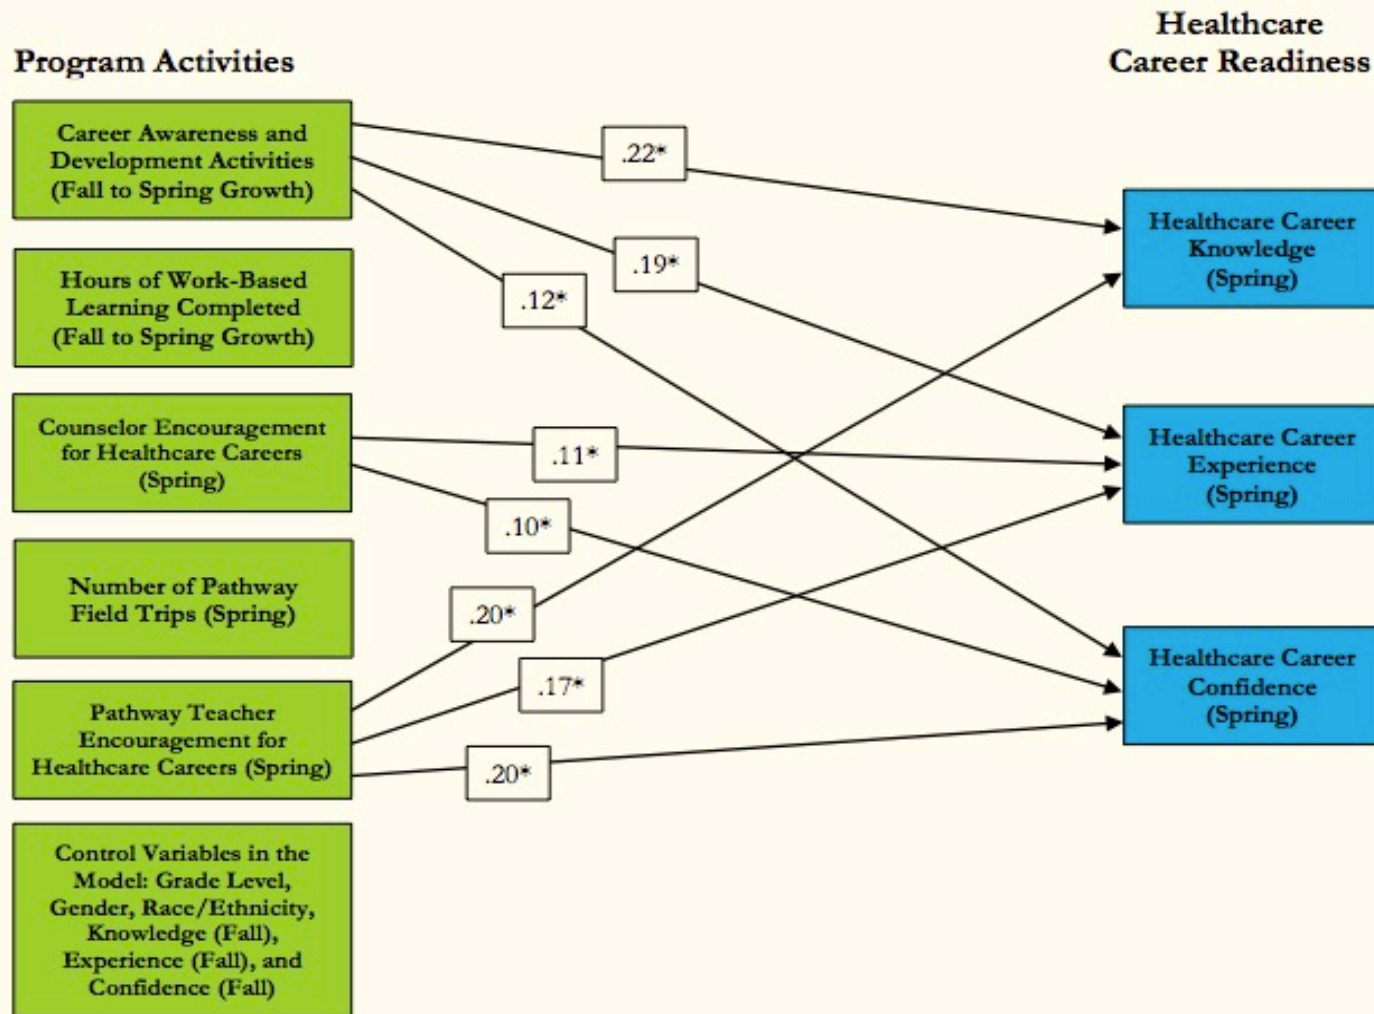 Healthcare
Career Readiness
Program Activities
Career Awareness and
Development Activities
(Fall to Spring Growth)
Hours of Work-Based
Learning Completed
(Fall to Spring Growth)
Counselor Encouragement
for Healthcare Careers
(Spring)
Number of Pathway
Field Trips (Spring)
Pathway Teacher
Encouragement for
Healthcare Careers (Spring)
Control Variables in the
Model: Grade Level,
Gender, Race/Ethnicity,
Knowledge (Fall),
Experience (Fall), and
Confidence (Fall)
.22*
.19*
.12*
.11*
.10*
.20*
.17*
.20*
Healthcare Career
Knowledge
(Spring)
Healthcare Career
Experience
(Spring)
Healthcare Career
Confidence
(Spring)